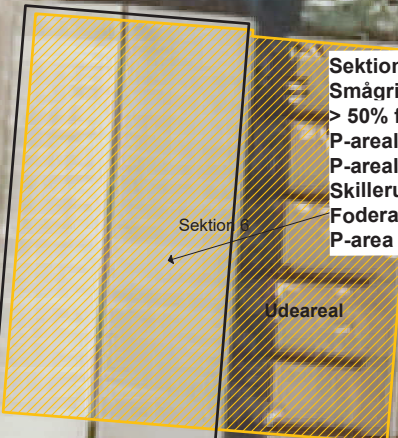 Sektion
Smågri
> 50% f
P-areal
P-areal
Skilleru
Fodera
P-area
Sektion 6
Udeareal